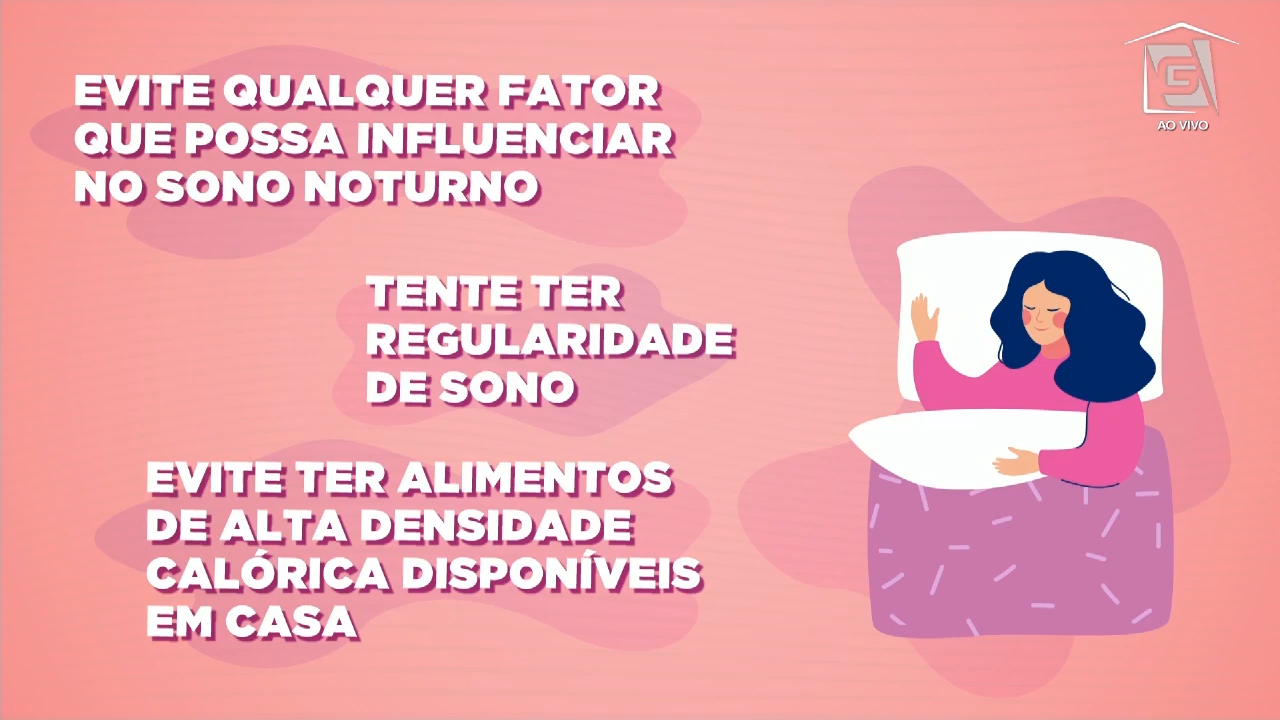 EVITE QUALQUER FATOR
QUE POSSA INFLUENCIAR
NO SONO NOTURNO
TENTE TER
REGULARIDADE
DE SONO
EVITE TER ALIMENTOS
DE ALTA DENSIDADE
CALÓRICA DISPONÍVEIS
EM CASA
G
AO VIVO